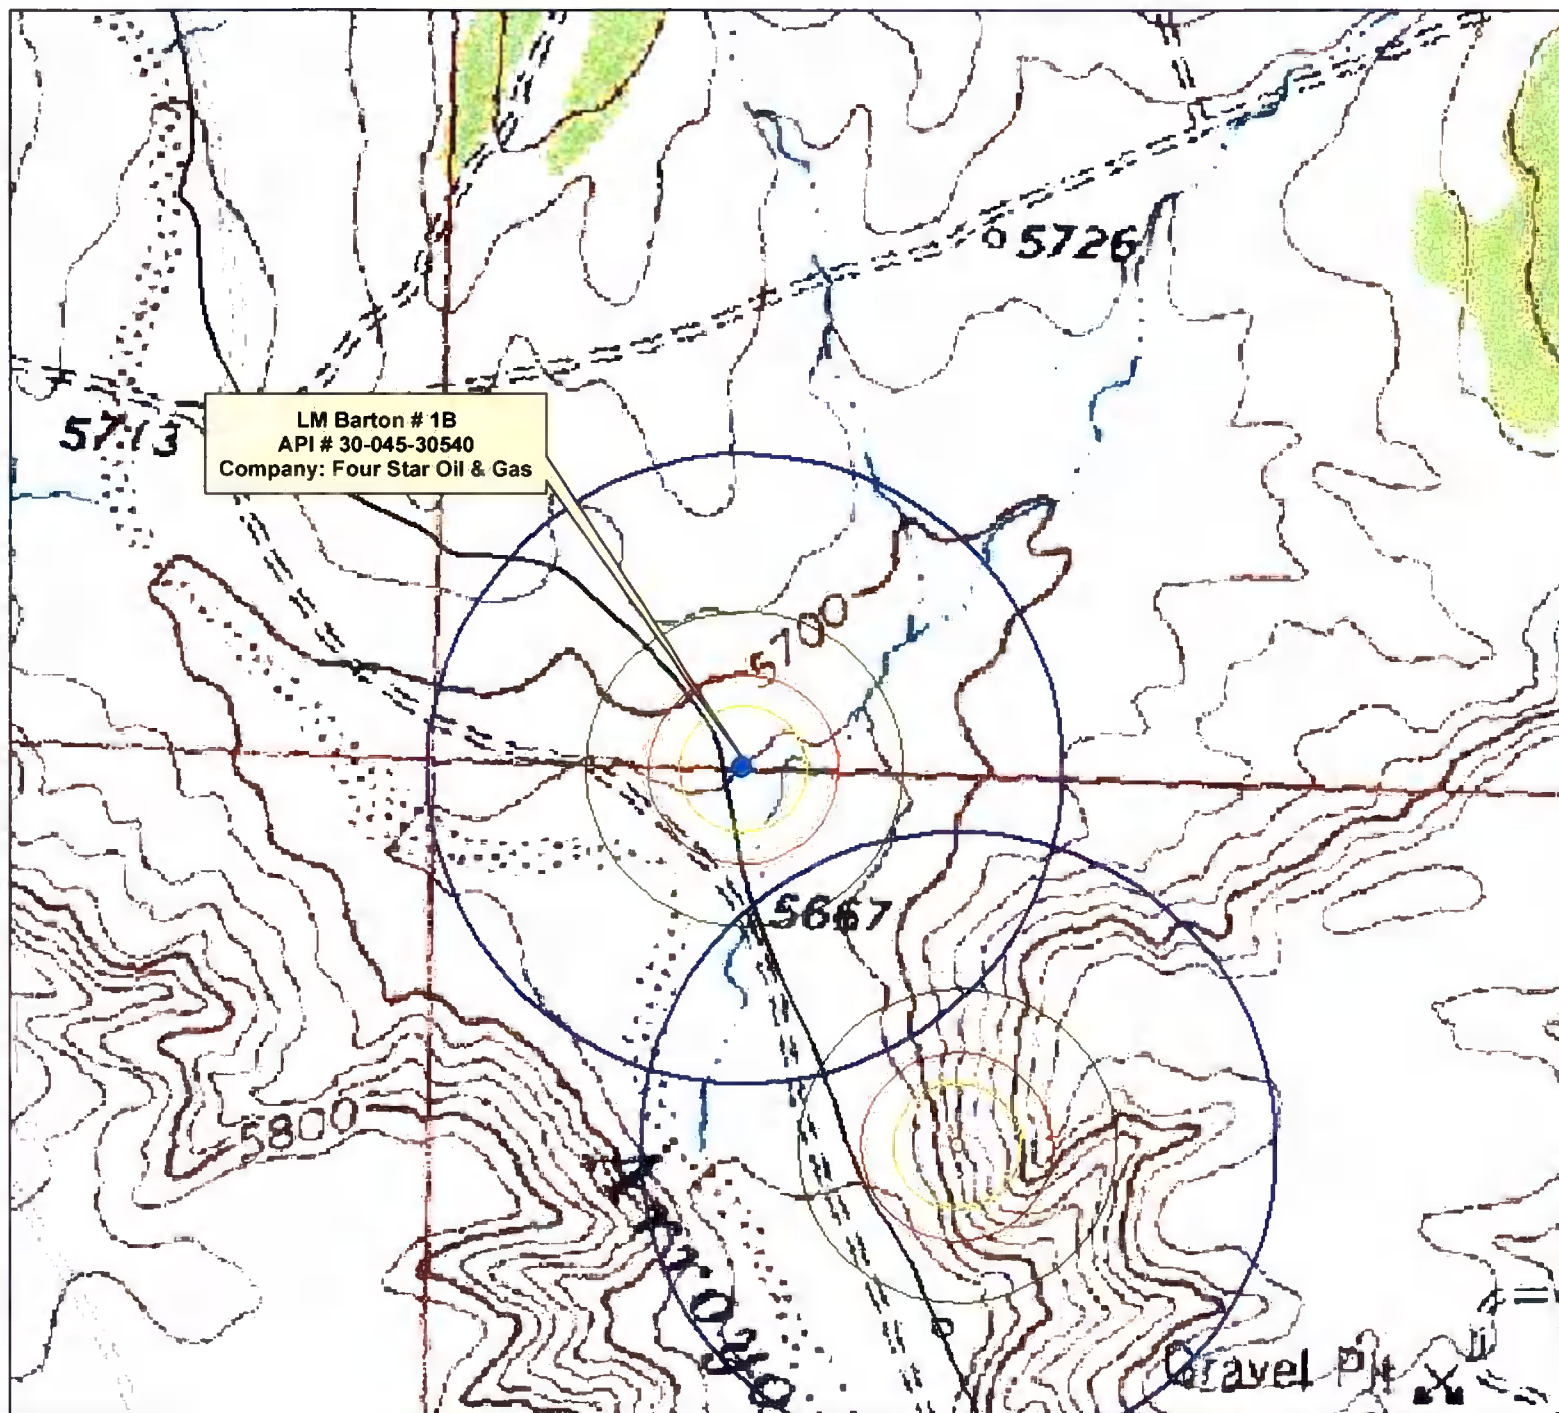 5726
5713
LM Barton # 1B
API # 30-045-30540
Company: Four Star Oil & Gas
5700
5667
5800
Arroyo
Gravel Pit